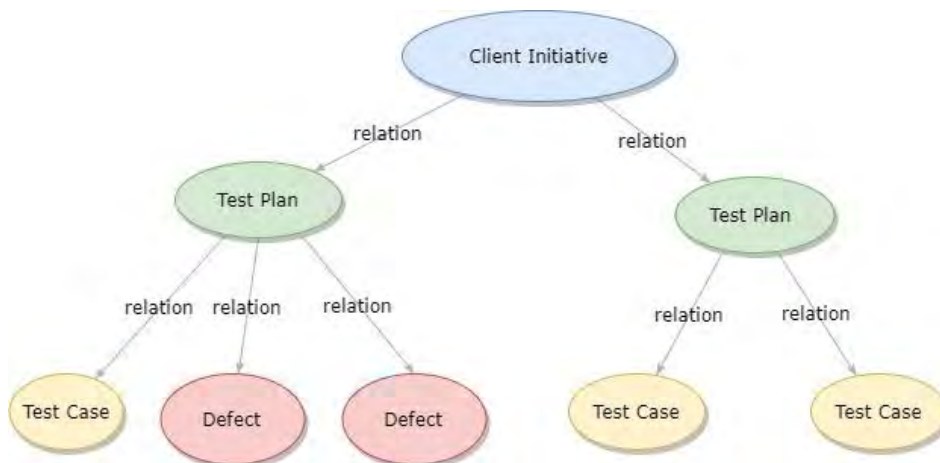 Client Initiative
relation
relation
Test Plan
Test Plan
relation
relation
relation
relation
relation
Test Case
Defect
Defect
Test Case
Test Case